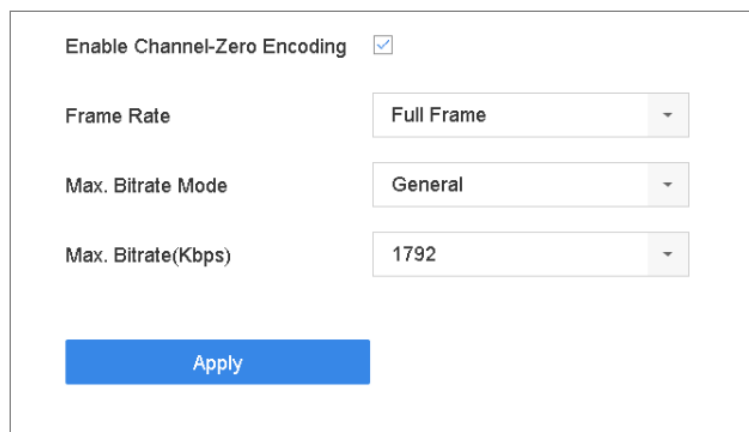 Enable Channel-Zero Encoding
Frame Rate Full Frame
Max. Bitrate Mode General
Max. Bitrate(Kbps) 1792
Apply